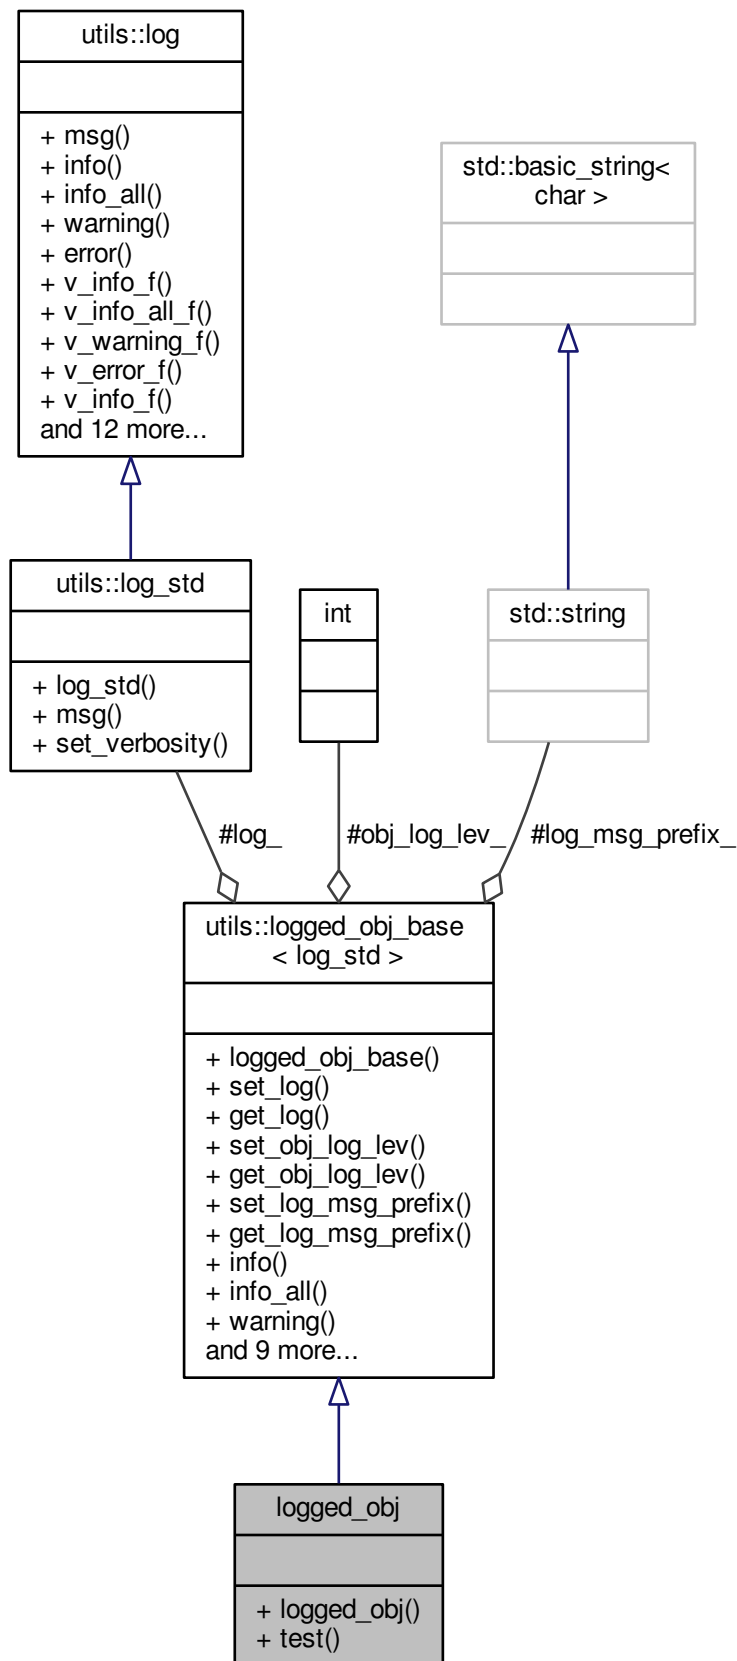 utils::log
+ msg()
+ info()
+ info_all()
+ warning()
+ error()
+ v_info_f()
+ v_info_all_f()
+ v_warning_f()
+ v_error_f()
+ v_info_f()
and 12 more...
std::basic_string<
char >
utils::log_std
+ log_std()
+ msg()
+ set_verbosity()
int
std::string
#log_
#obj_log_lev_
#log_msg_prefix_
utils::logged_obj_base
< log_std >
+ logged_obj_base()
+ set_log()
+ get_log()
+ set_obj_log_lev()
+ get_obj_log_lev()
+ set_log_msg_prefix()
+ get_log_msg_prefix()
+ info()
+ info_all()
+ warning()
and 9 more...
logged_obj
+ logged_obj()
+ test()